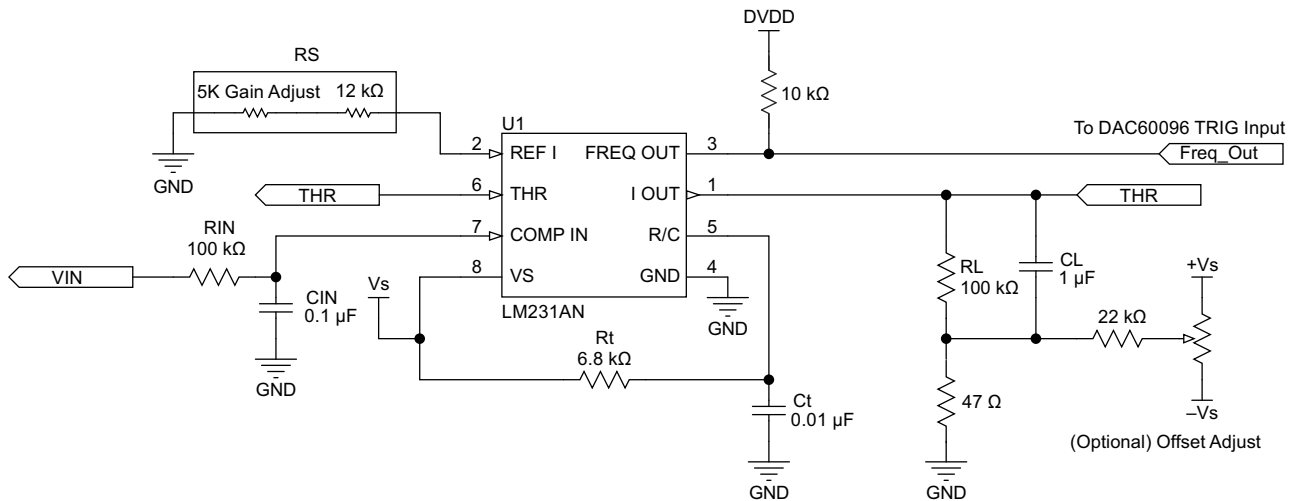 DVDD
RS
5K Gain Adjust 12 kΩ
10 kΩ
U1
To DAC60096 TRIG Input
2 REF I FREQ OUT 3
Freq_Out
GND
THR
6 THR I OUT 1
THR
RIN
100 kΩ
7 COMP IN R/C 5
VIN
8 VS GND 4
CIN
0.1 µF
Vs
LM231AN
GND
RL
100 kΩ
CL
1 µF
+Vs
22 kΩ
Rt
6.8 kΩ
GND
Ct
0.01 µF
47 Ω
–Vs
(Optional) Offset Adjust
GND
GND